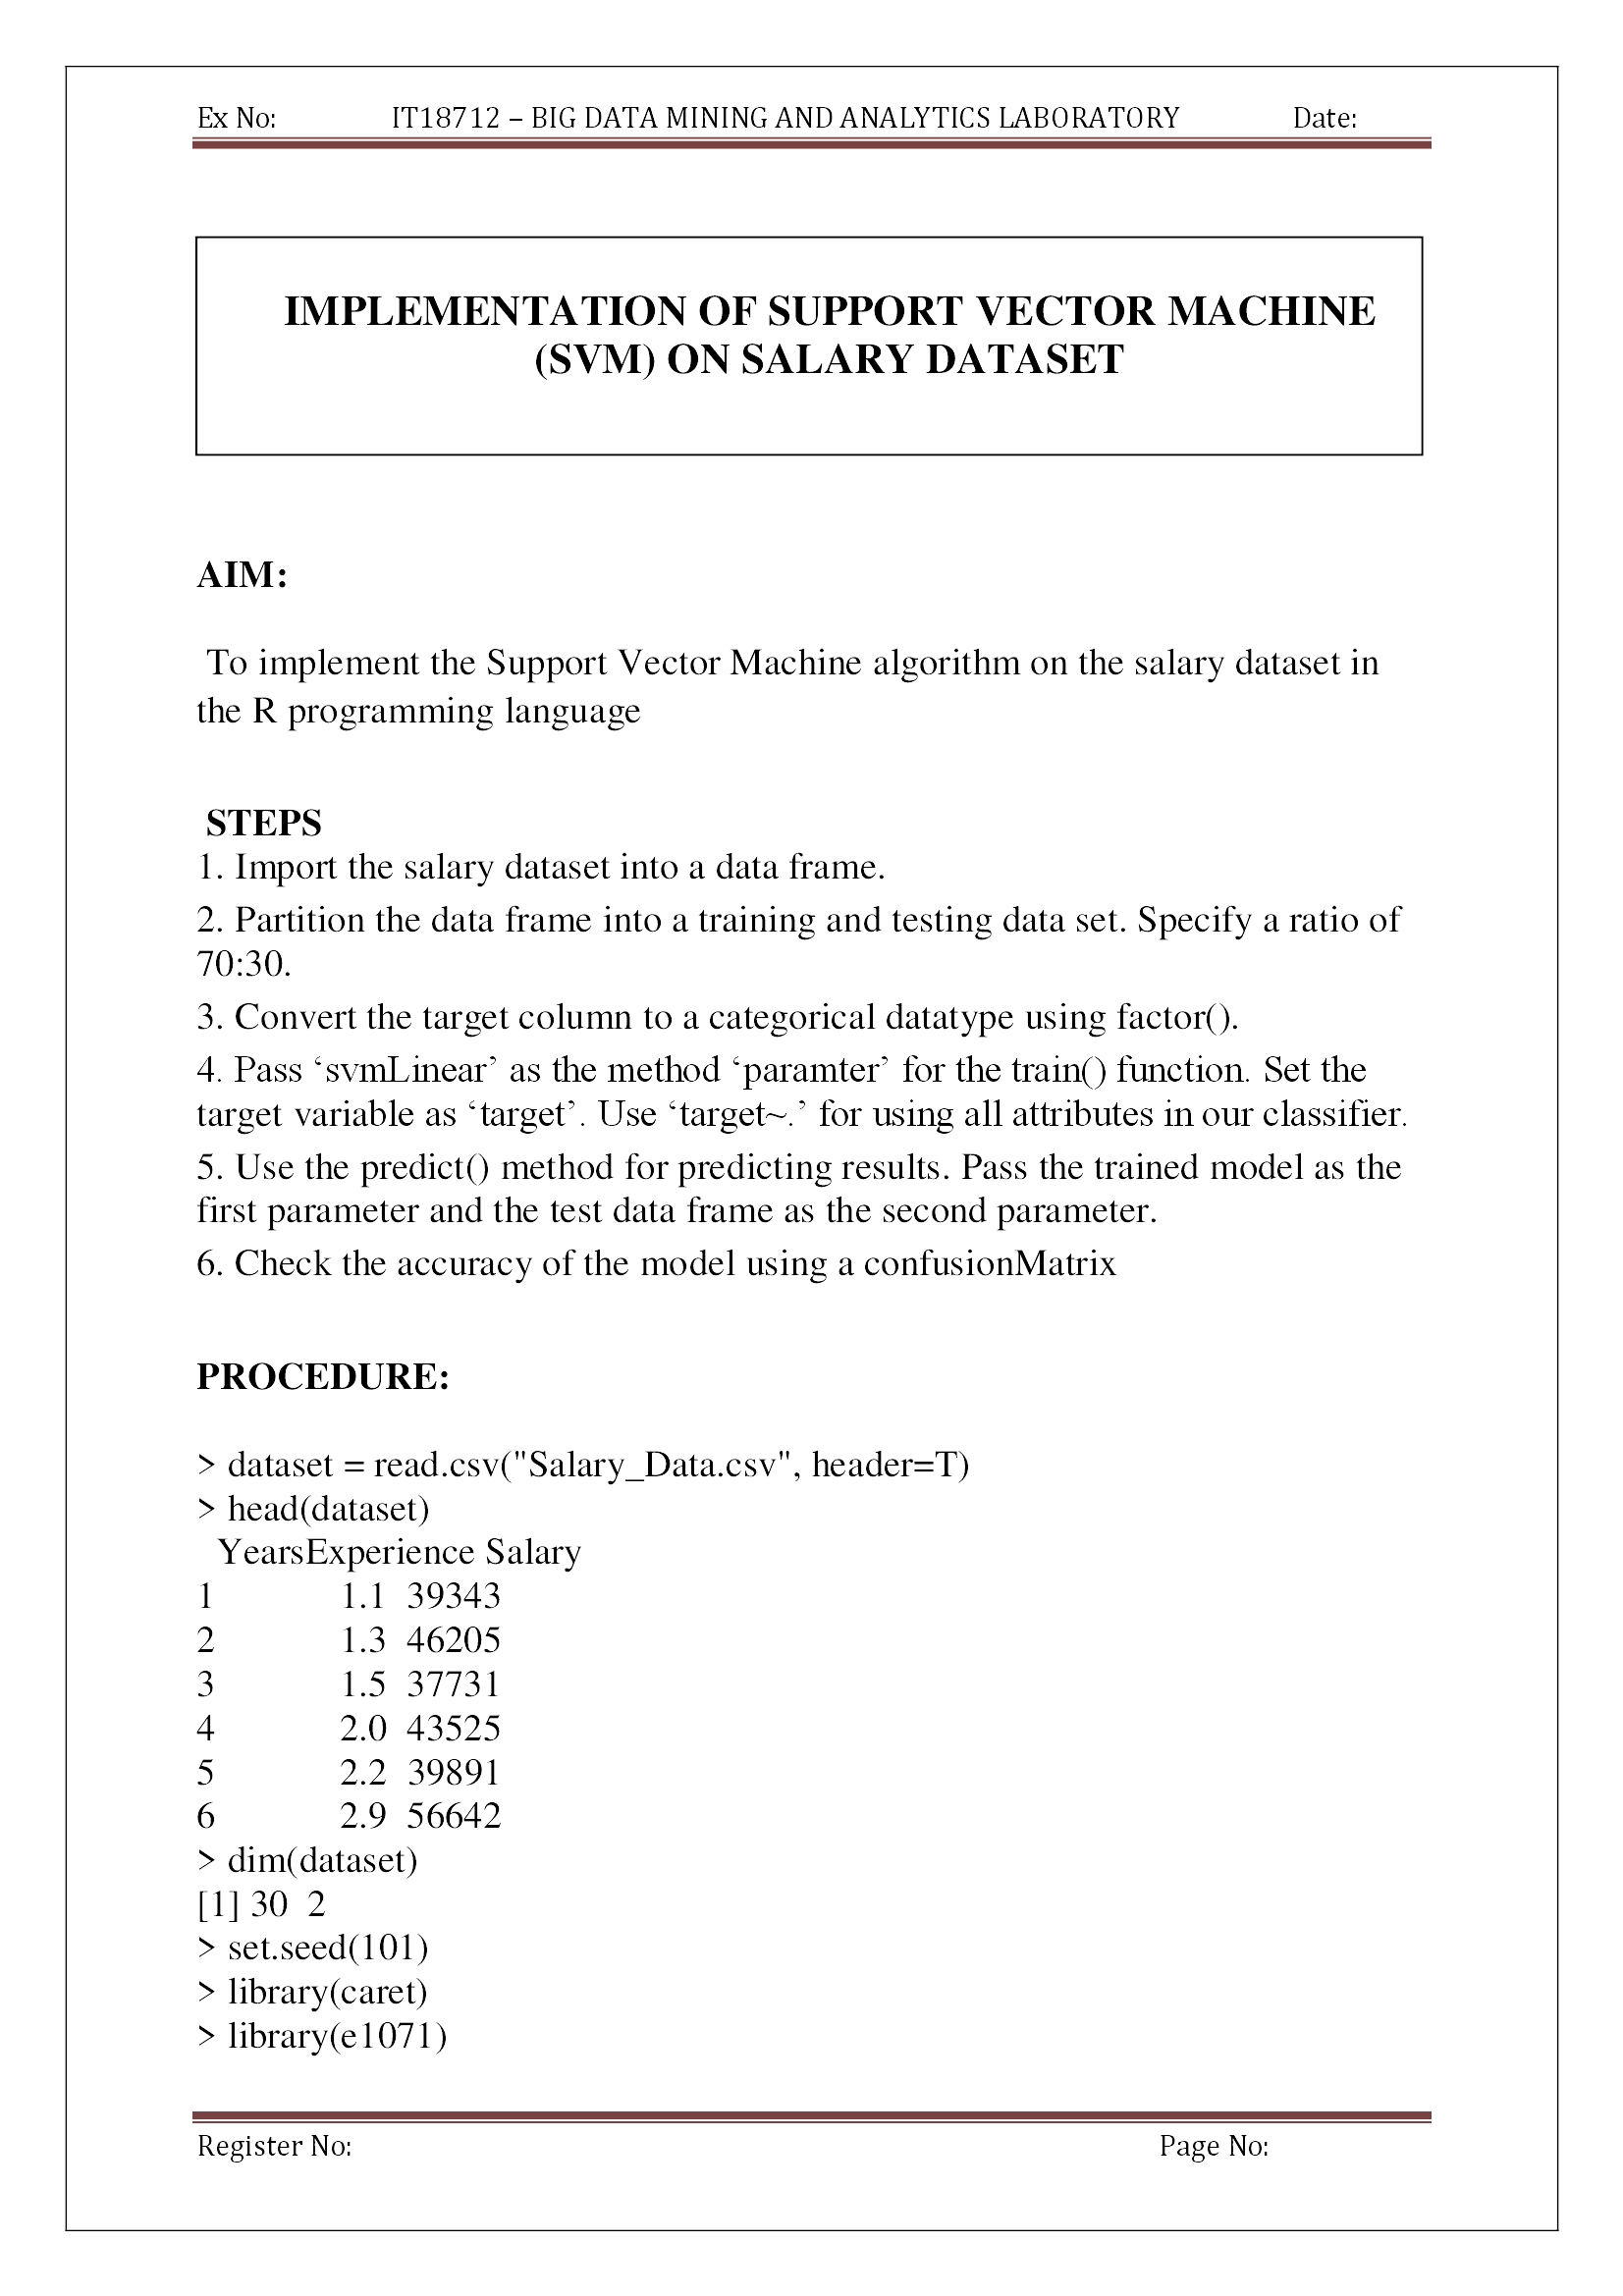 Ex No: IT18712 – BIG DATA MINING AND ANALYTICS LABORATORY Date:
IMPLEMENTATION OF SUPPORT VECTOR MACHINE
(SVM) ON SALARY DATASET
AIM:
To implement the Support Vector Machine algorithm on the salary dataset in
the R programming language
STEPS
1. Import the salary dataset into a data frame.
2. Partition the data frame into a training and testing data set. Specify a ratio of
70:30.
3. Convert the target column to a categorical datatype using factor().
4. Pass ‘svmLinear’ as the method ‘paramter’ for the train() function. Set the
target variable as ‘target’. Use ‘target~.’ for using all attributes in our classifier.
5. Use the predict() method for predicting results. Pass the trained model as the
first parameter and the test data frame as the second parameter.
6. Check the accuracy of the model using a confusionMatrix
PROCEDURE:
> dataset = read.csv("Salary_Data.csv", header=T)
> head(dataset)
YearsExperience Salary
1 1.1 39343
2 1.3 46205
3 1.5 37731
4 2.0 43525
5 2.2 39891
6 2.9 56642
> dim(dataset)
[1] 30 2
> set.seed(101)
> library(caret)
> library(e1071)
Register No: Page No: